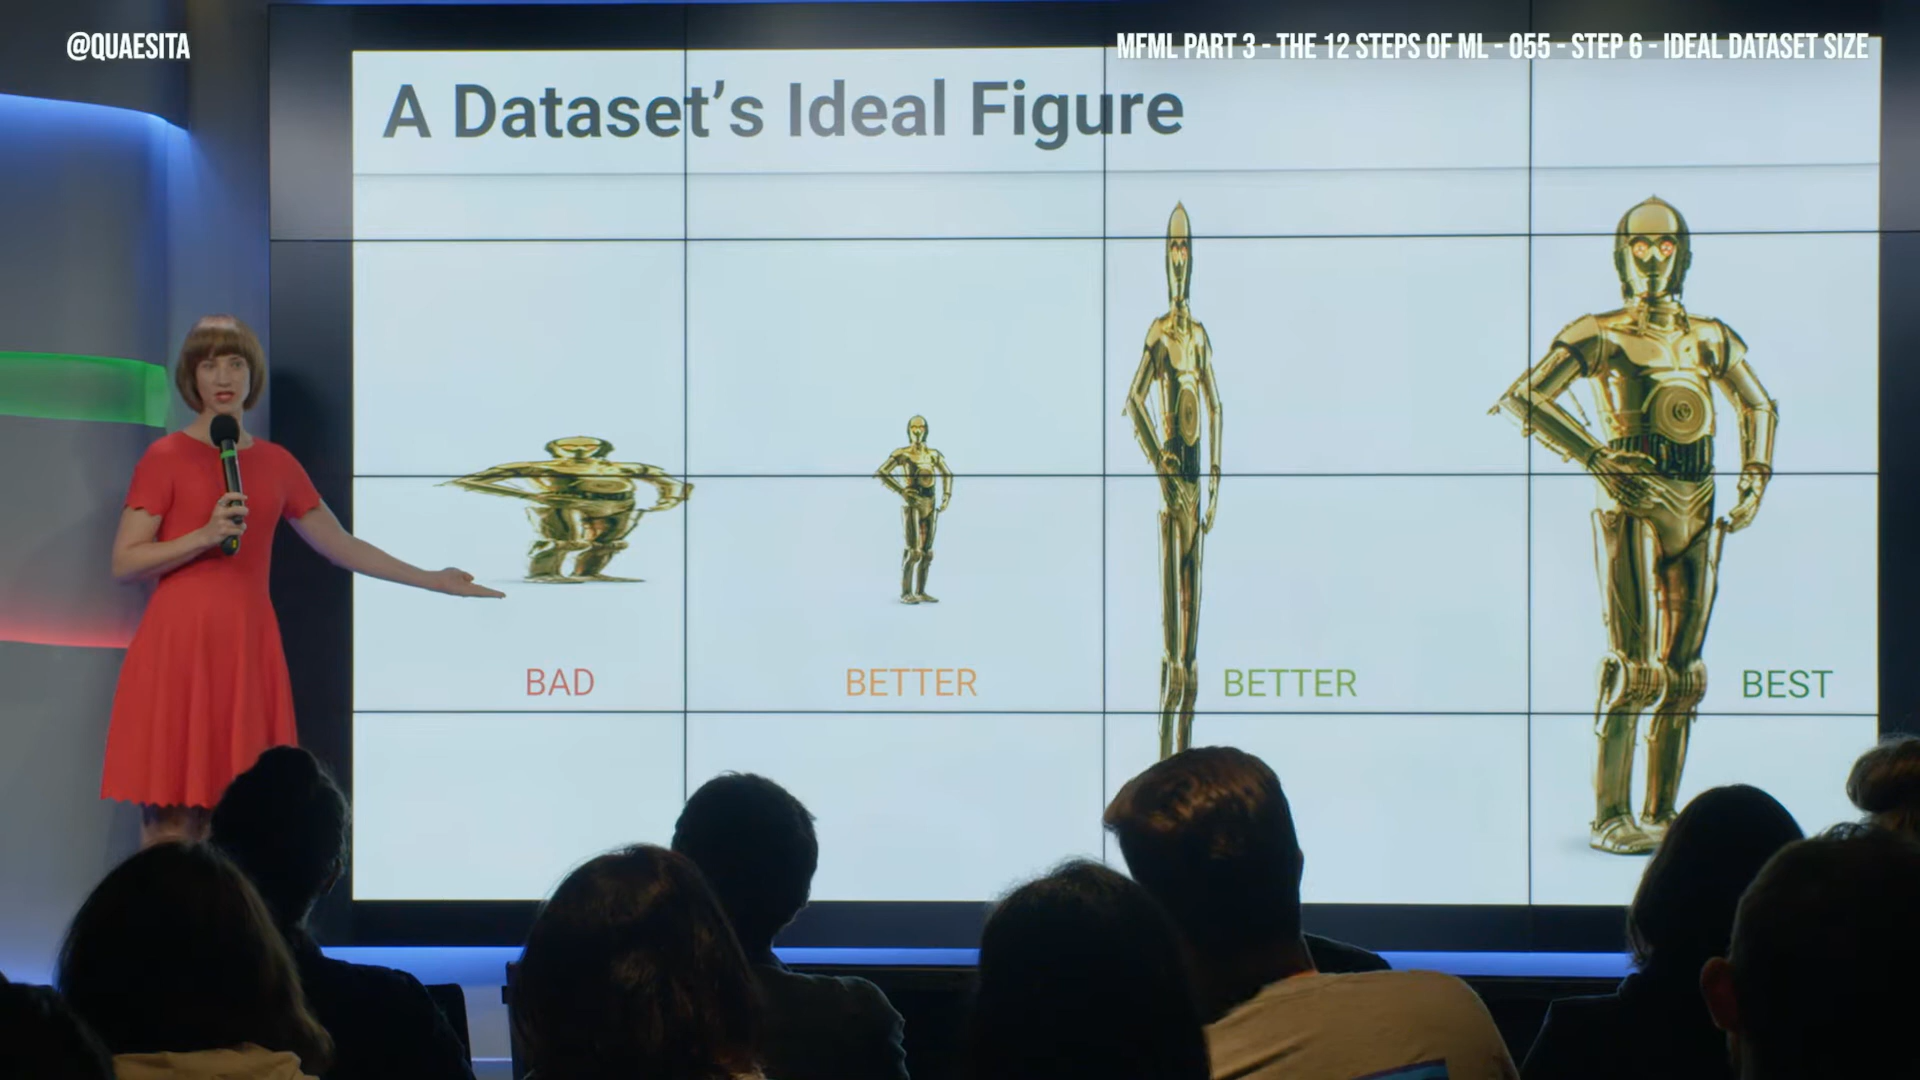 @QUAESITA
MFML PART 3 - THE 12 STEPS OF ML - 055 - STEP 6 - IDEAL DATASET SIZE
A Dataset’s Ideal Figure
BAD
BETTER
BETTER
BEST